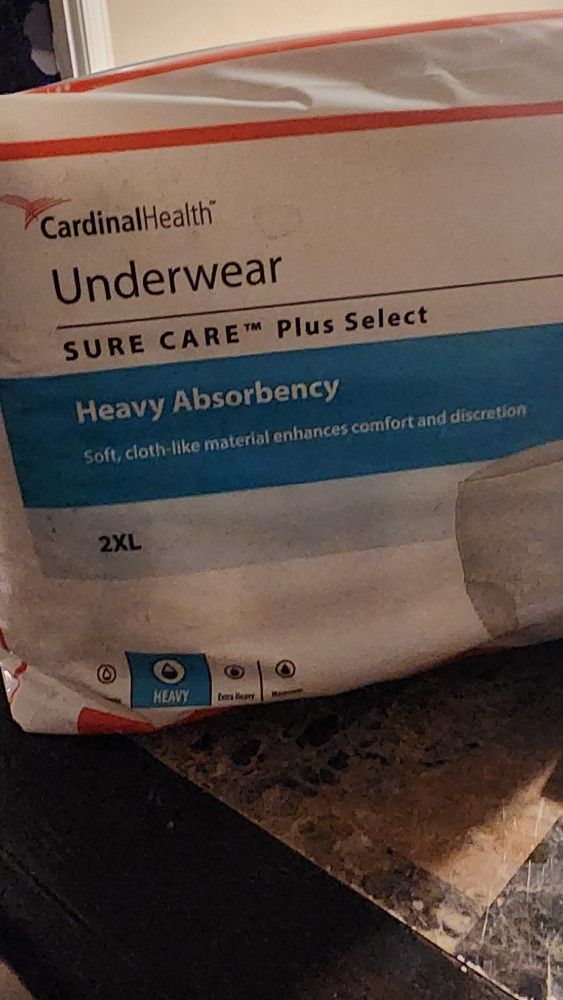 CardinalHealth™
Underwear
SURE CARE™ Plus Select
Heavy Absorbency
Soft, cloth-like material enhances comfort and discretion
2XL
HEAVY
Extra Heavy